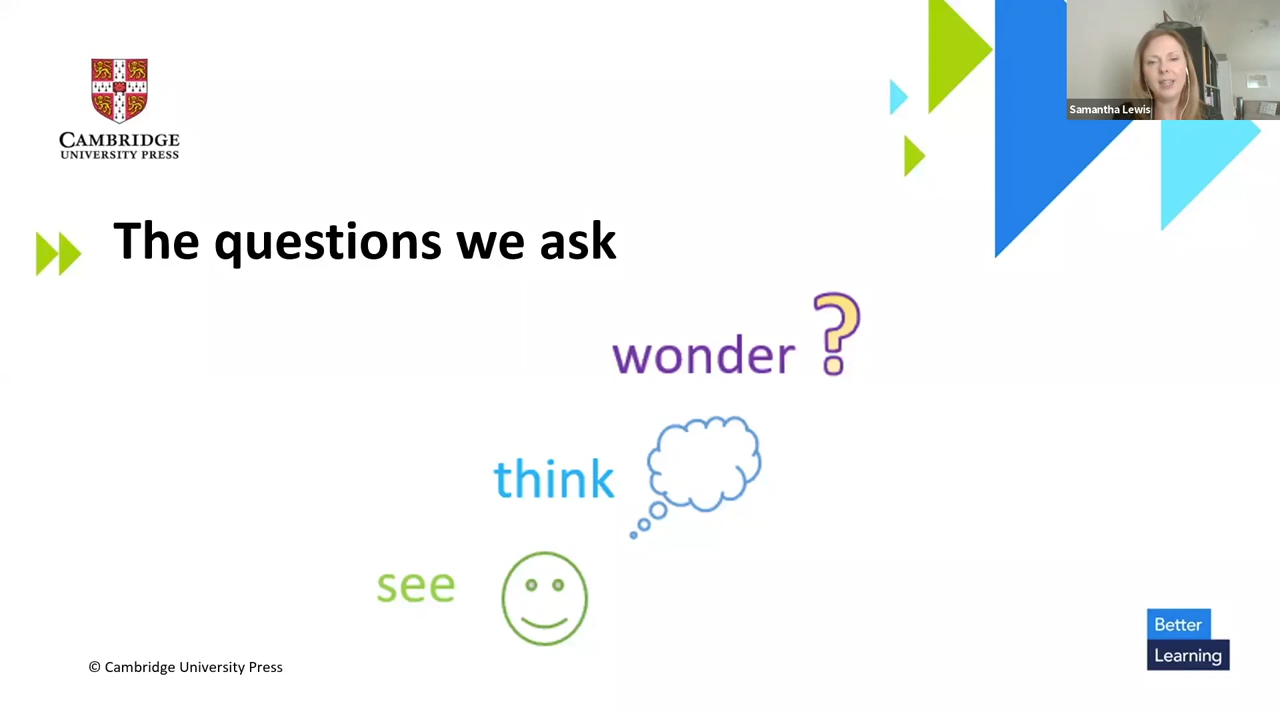 Samantha Lewis
CAMBRIDGE
UNIVERSITY PRESS
The questions we ask
wonder ?
think
see
Better
Learning
© Cambridge University Press